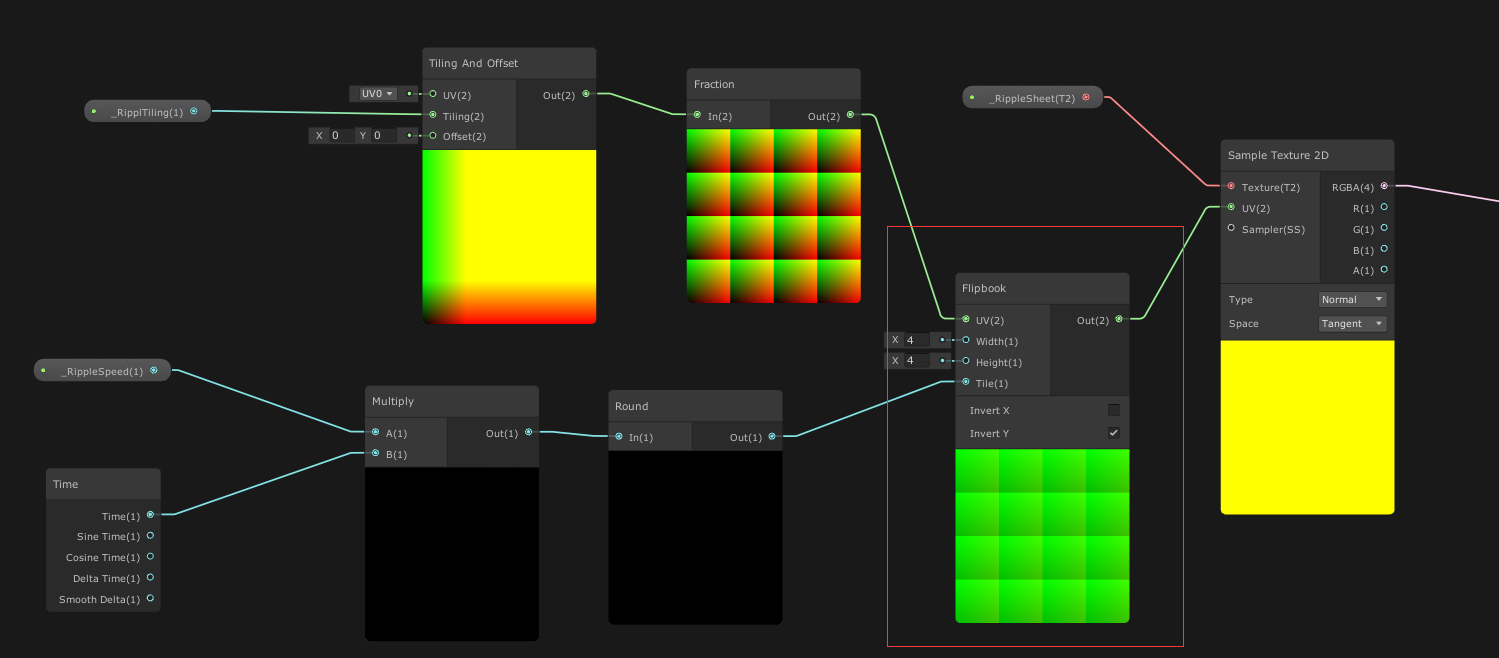 _RipplTiling(1)
Tiling And Offset
UV0
UV(2)
Out(2)
Tiling(2)
X 0 Y 0
Offset(2)
Fraction
In(2)
Out(2)
_RippleSheet(T2)
Sample Texture 2D
Texture(T2)
RGBA(4)
UV(2)
R(1)
Sampler(SS)
G(1)
B(1)
A(1)
Type
Normal
Space
Tangent
Flipbook
UV(2)
Out(2)
X 4
Width(1)
X 4
Height(1)
Tile(1)
Invert X
Invert Y
_RippleSpeed(1)
Multiply
A(1)
Out(1)
B(1)
Round
In(1)
Out(1)
Time
Time(1)
Sine Time(1)
Cosine Time(1)
Delta Time(1)
Smooth Delta(1)